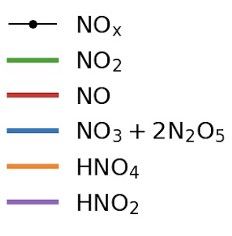 NOₓ
NO₂
NO
NO₃ + 2N₂O₅
HNO₄
HNO₂